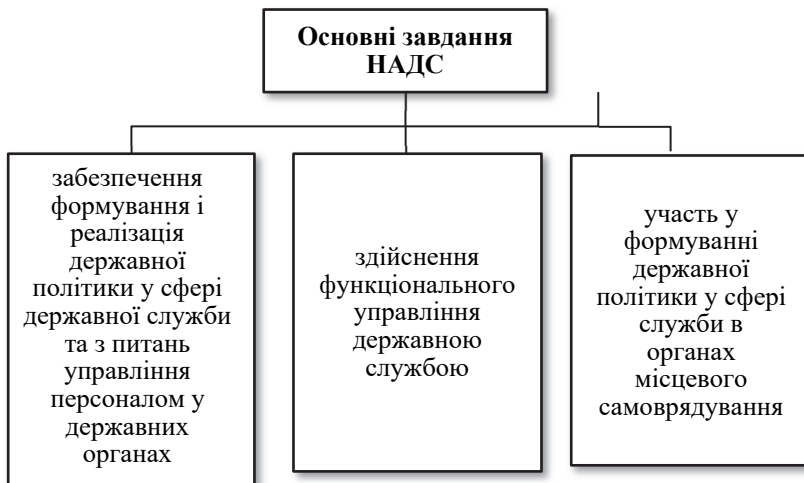 Основні завдання
НАДС
забезпечення
формування і
реалізація
державної
політики у сфері
державної служби
та з питань
управління
персоналом у
державних
органах
здійснення
функціонального
управління
державною
службою
участь у
формуванні
державної
політики у сфері
служби в
органах
місцевого
самоврядування